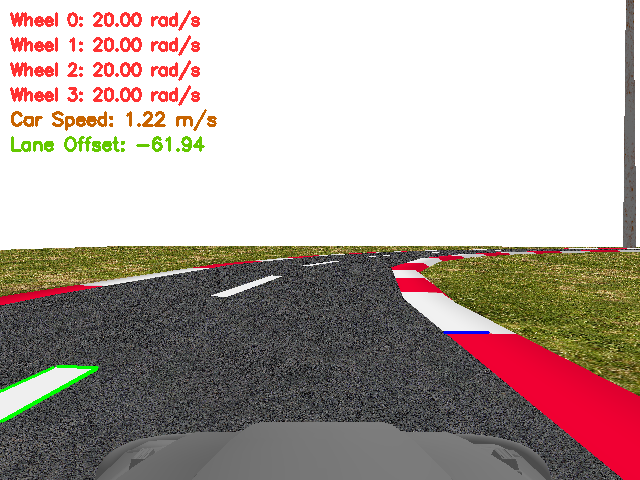 Wheel 0: 20.00 rad/s
Wheel 1: 20.00 rad/s
Wheel 2: 20.00 rad/s
Wheel 3: 20.00 rad/s
Car Speed: 1.22 m/s
Lane Offset: -61.94